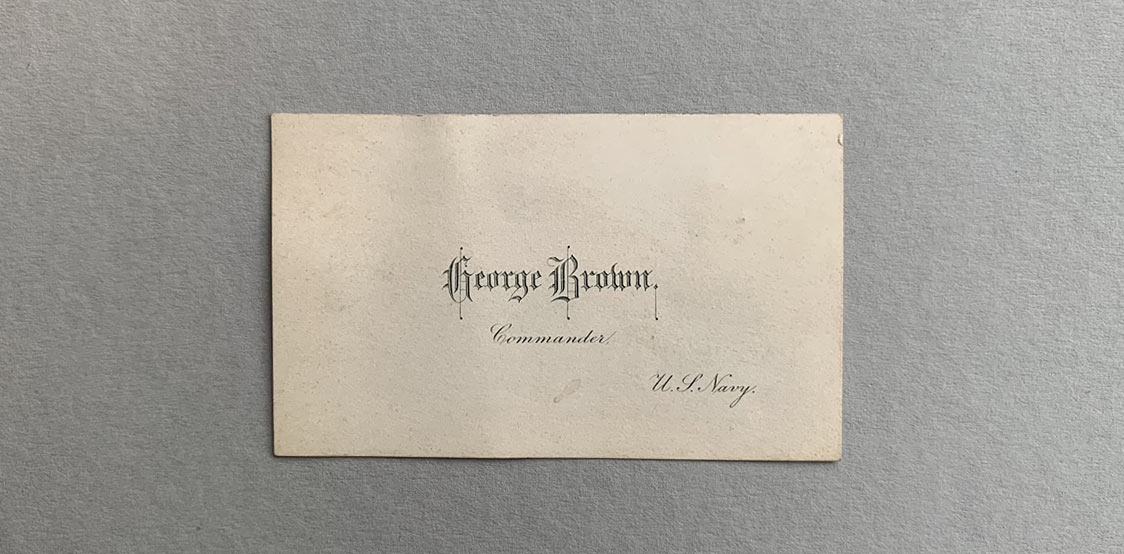 George Brown.
Commander.
U.S. Navy.